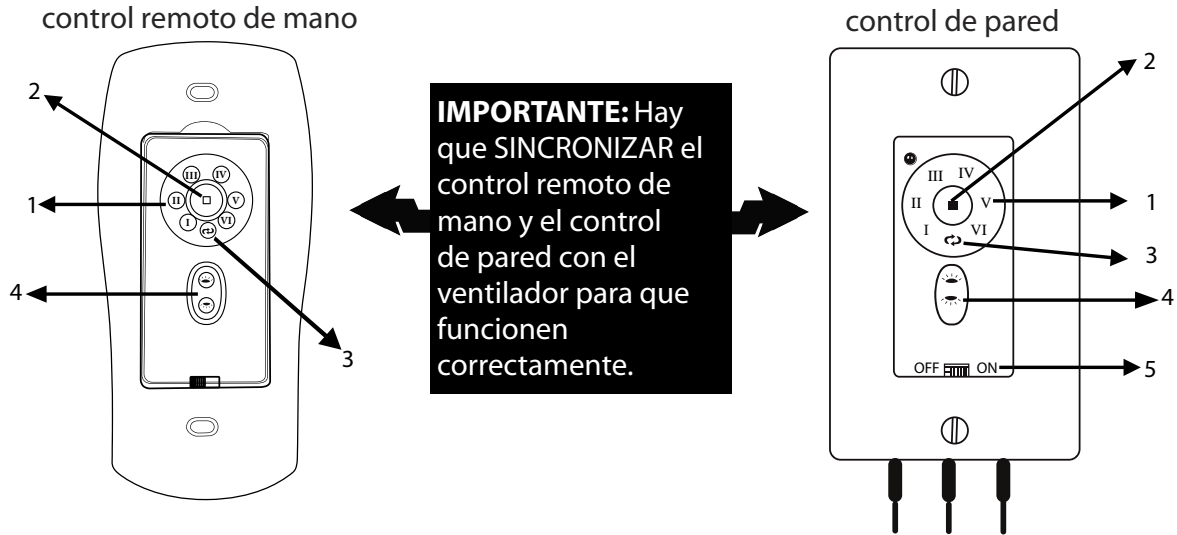 control remoto de mano
2
III IV
II V
I VI
1
4
3
IMPORTANTE: Hay
que SINCRONIZAR el
control remoto de
mano y el control
de pared con el
ventilador para que
funcionen
correctamente.
control de pared
2
III IV
II V
I VI
1
3
4
OFF ON
5